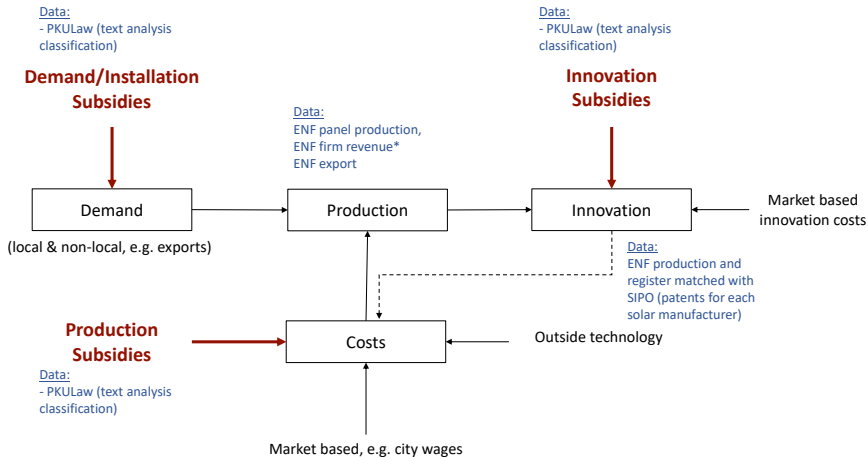 Data:
- PKULaw (text analysis
classification)
Demand/Installation
Subsidies
Data:
- PKULaw (text analysis
classification)
Innovation
Subsidies
Data:
ENF panel production,
ENF firm revenue*
ENF export
Demand
(local & non-local, e.g. exports)
Production
Innovation
Market based
innovation costs
Data:
ENF production and
register matched with
SIPO (patents for each
solar manufacturer)
Production
Subsidies
Data:
- PKULaw (text analysis
classification)
Costs
Outside technology
Market based, e.g. city wages